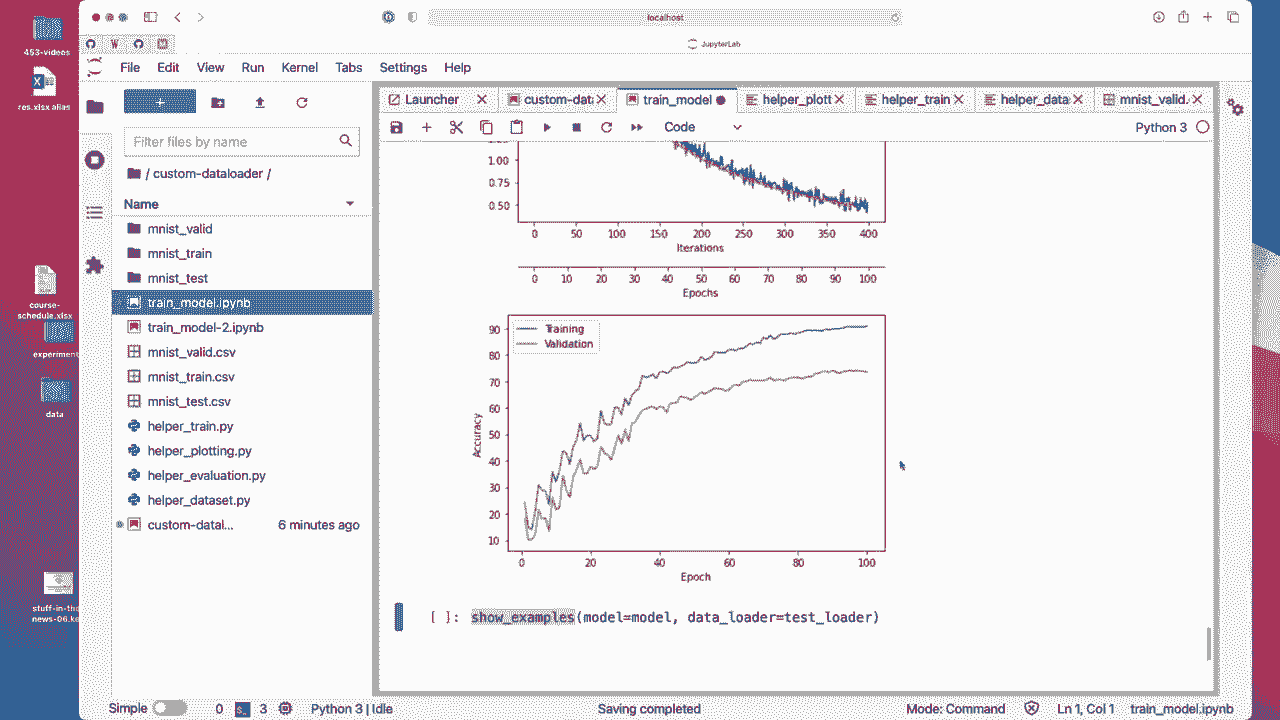 localhost
JupyterLab
File Edit View Run Kernel Tabs Settings Help
453-videos
res.xlsx alias
course-schedule.xlsx
experiment
data
stuff-in-the
news-06.ke
Filter files by name
/ custom-dataloader /
Name
mnist_valid
mnist_train
mnist_test
train_model.ipynb
train_model-2.ipynb
mnist_valid.csv
mnist_train.csv
mnist_test.csv
helper_train.py
helper_plotting.py
helper_evaluation.py
helper_dataset.py
custom-datal... 6 minutes ago
Launcher custom-dat train_model helper_plott helper_train helper_data mnist_valid.
Code Python 3
1.00
0.75
0.50
0 50 100 150 200 250 300 350 400
Iterations
0 10 20 30 40 50 60 70 80 90 100
Epochs
Training
Validation
90
80
70
60
50
40
30
20
10
Accuracy
0 20 40 60 80 100
Epoch
[ ]: show_examples(model=model, data_loader=test_loader)
Simple 0 3 Python 3 | Idle Saving completed Mode: Command Ln 1, Col 1 train_model.ipynb